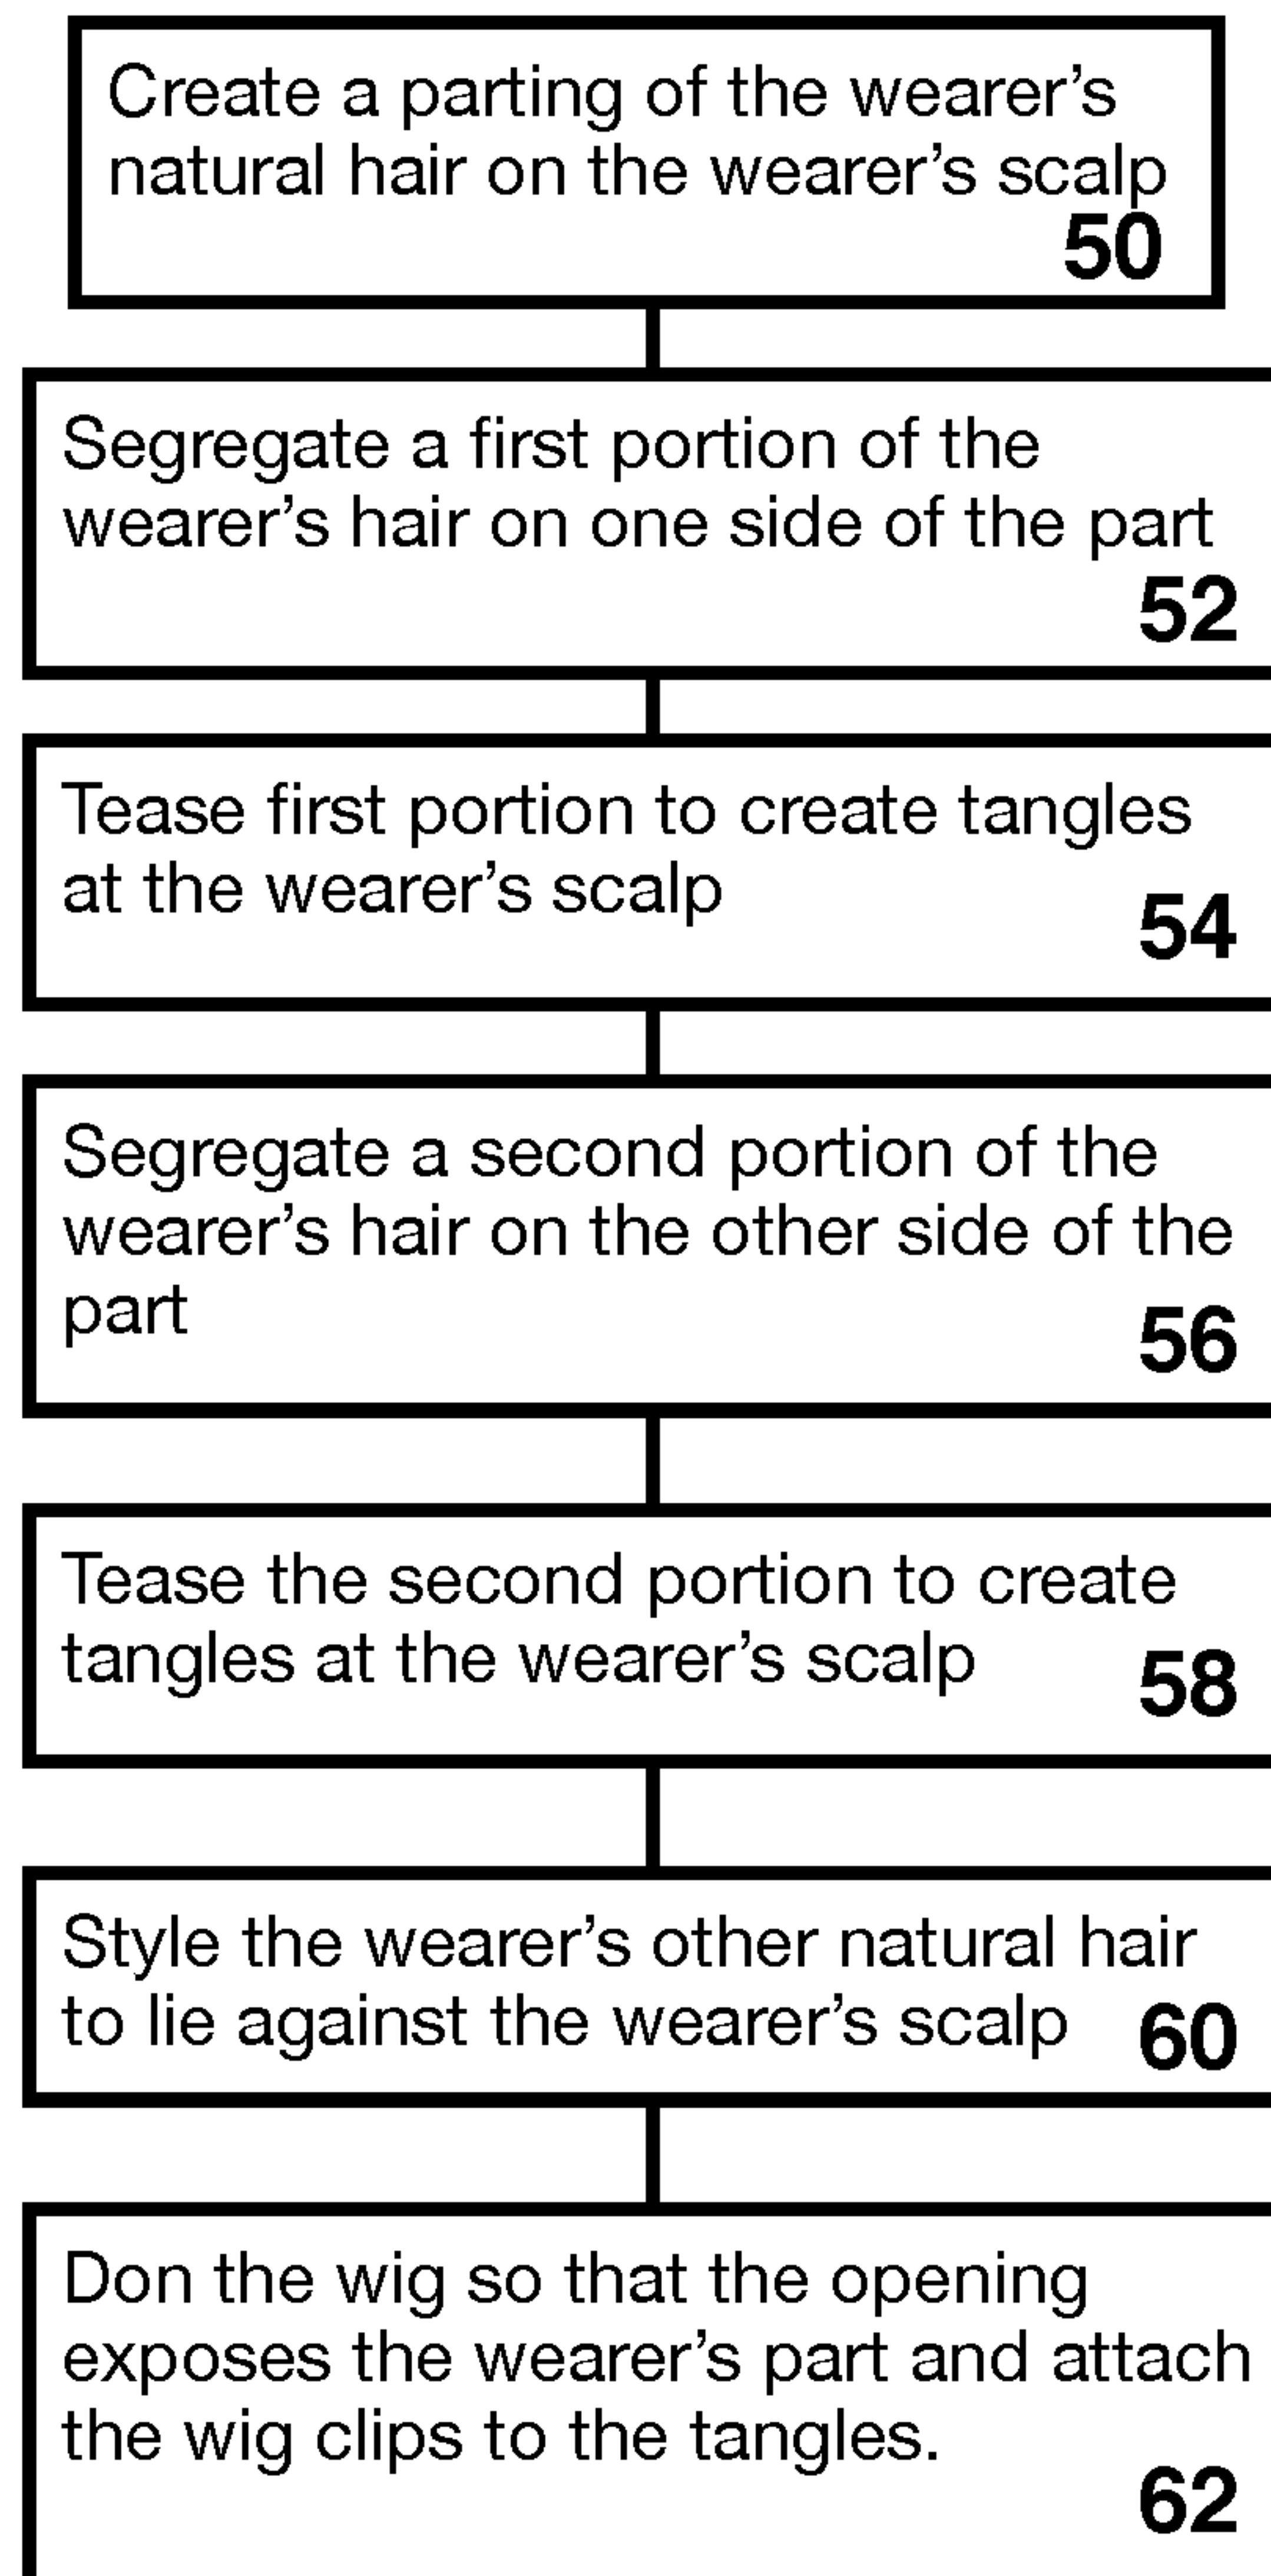 Create a parting of the wearer’s
natural hair on the wearer’s scalp
50
Segregate a first portion of the
wearer’s hair on one side of the part
52
Tease first portion to create tangles
at the wearer’s scalp
54
Segregate a second portion of the
wearer’s hair on the other side of the
part
56
Tease the second portion to create
tangles at the wearer’s scalp
58
Style the wearer’s other natural hair
to lie against the wearer’s scalp
60
Don the wig so that the opening
exposes the wearer’s part and attach
the wig clips to the tangles.
62